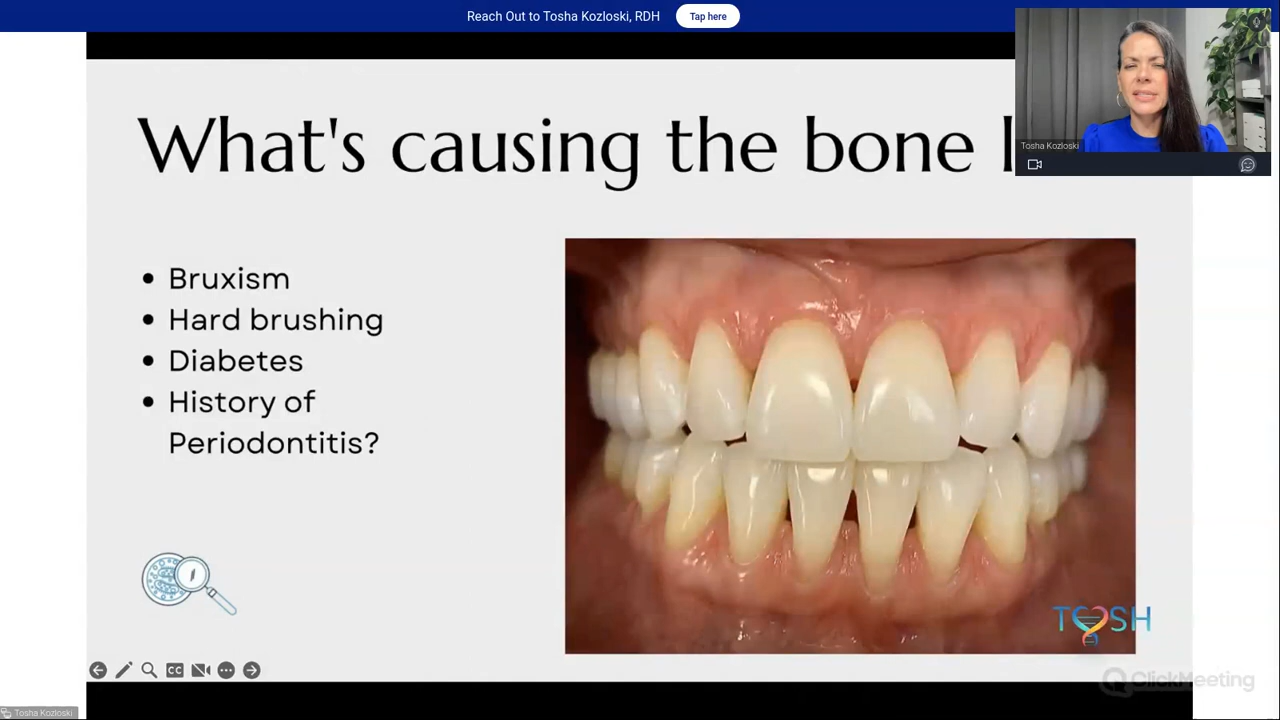 Reach Out to Tosha Kozloski, RDH Tap here
What's causing the bone
Tosha Kozloski
• Bruxism
• Hard brushing
• Diabetes
• History of
Periodontitis?
TOSH
CC
ClickMeeting
Tosha Kozloski